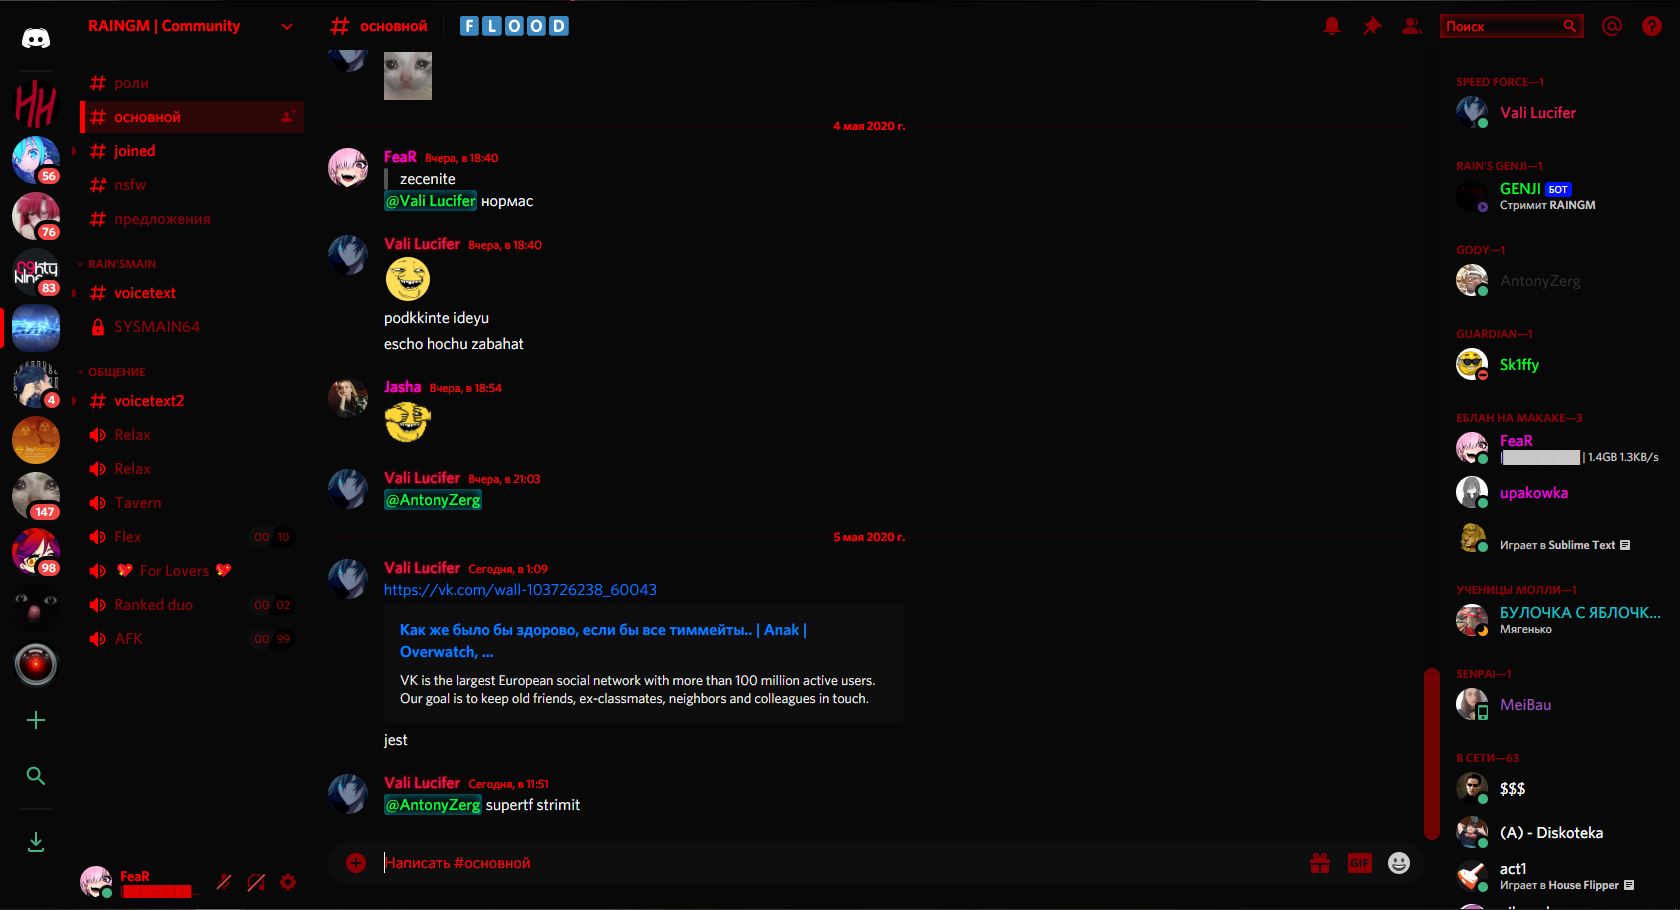 RAINGM | Community
основной
FLOOD
Поиск
роли
основной
joined
nsfw
предложения
RAIN'SMAIN
voicetext
SYSMAIN64
ОБЩЕНИЕ
voicetext2
Relax
Relax
Tavern
Flex 00 10
For Lovers
Ranked duo 00 02
AFK 00 99
56
76
83
4
147
98
FeaR
4 мая 2020 г.
FeaR Вчера, в 18:40
zecenite
@Vali Lucifer нормас
Vali Lucifer Вчера, в 18:40
podkkinte ideyu
escho hochu zabahat
Jasha Вчера, в 18:54
Vali Lucifer Вчера, в 21:03
@AntonyZerg
5 мая 2020 г.
Vali Lucifer Сегодня, в 1:09
https://vk.com/wall-103726238_60043
Как же было бы здорово, если бы все тиммейты.. | Anak |
Overwatch, ...
VK is the largest European social network with more than 100 million active users.
Our goal is to keep old friends, ex-classmates, neighbors and colleagues in touch.
jest
Vali Lucifer Сегодня, в 11:51
@AntonyZerg supertf strimit
Написать #основной
GIF
SPEED FORCE—1
Vali Lucifer
RAIN'S GENJI—1
GENJI БОТ
Стримит RAINGM
GODY—1
AntonyZerg
GUARDIAN—1
Sk1ffy
ЕБЛАН НА МАКАКЕ—3
FeaR
| 1.4GB 1.3KB/s
upakowka
Играет в Sublime Text
УЧЕНИЦЫ МОЛЛИ—1
БУЛОЧКА С ЯБЛОЧК...
Мягенько
SENPAI—1
MeiBau
В СЕТИ—63
$$$
(A) - Diskoteka
act1
Играет в House Flipper